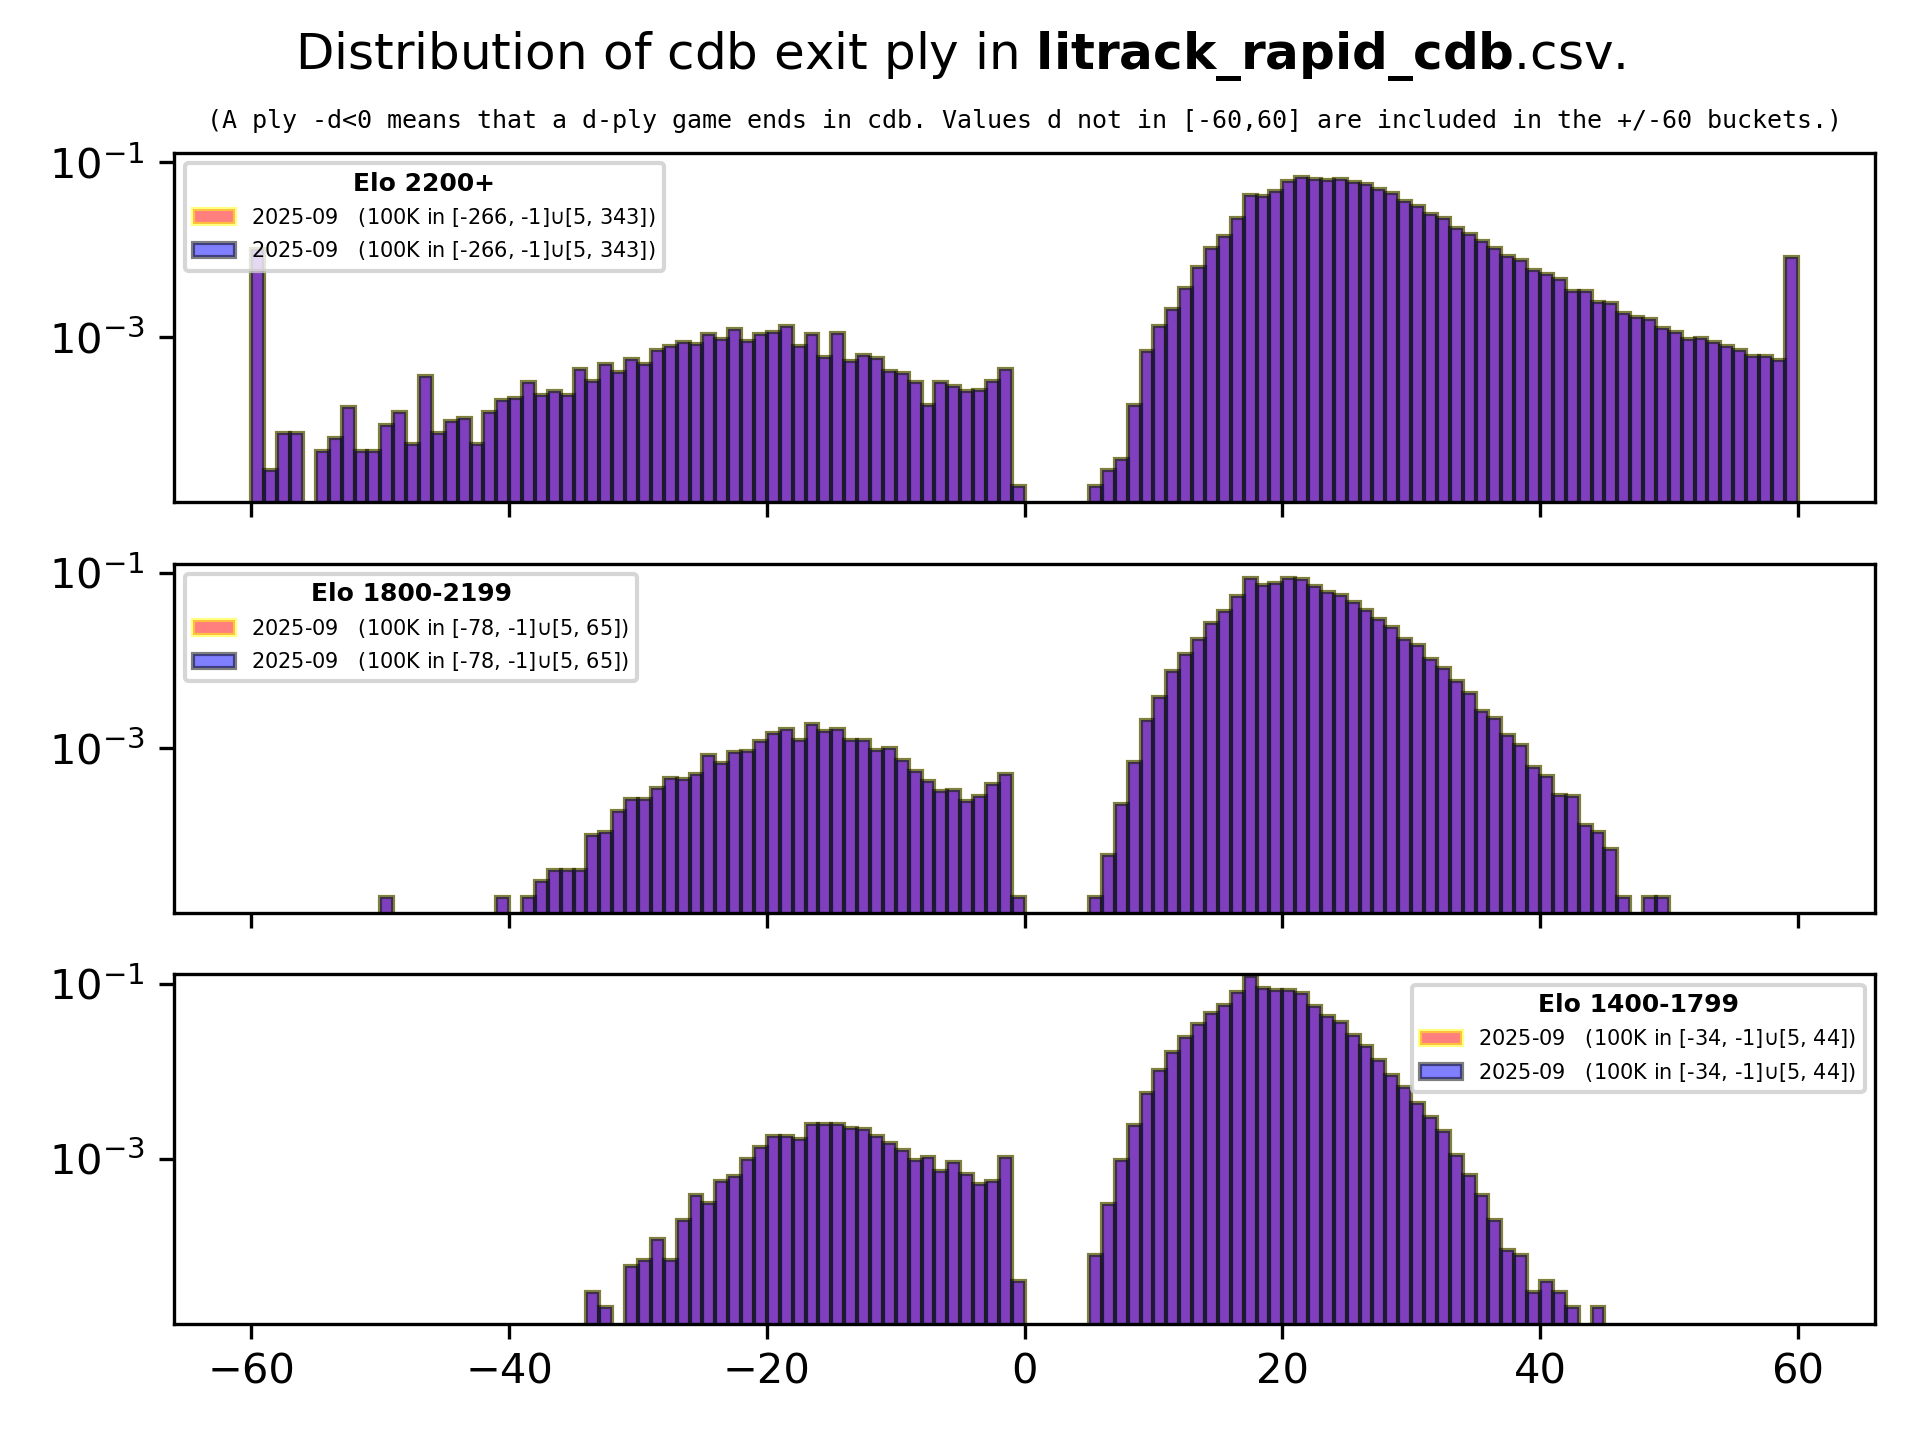 Distribution of cdb exit ply in litrack_rapid_cdb.csv.
(A ply -d<0 means that a d-ply game ends in cdb. Values d not in [-60,60] are included in the +/-60 buckets.)
10⁻¹
10⁻³
Elo 2200+
2025-09 (100K in [-266, -1]∪[5, 343])
2025-09 (100K in [-266, -1]∪[5, 343])
10⁻¹
10⁻³
Elo 1800-2199
2025-09 (100K in [-78, -1]∪[5, 65])
2025-09 (100K in [-78, -1]∪[5, 65])
10⁻¹
10⁻³
Elo 1400-1799
2025-09 (100K in [-34, -1]∪[5, 44])
2025-09 (100K in [-34, -1]∪[5, 44])
−60 −40 −20 0 20 40 60